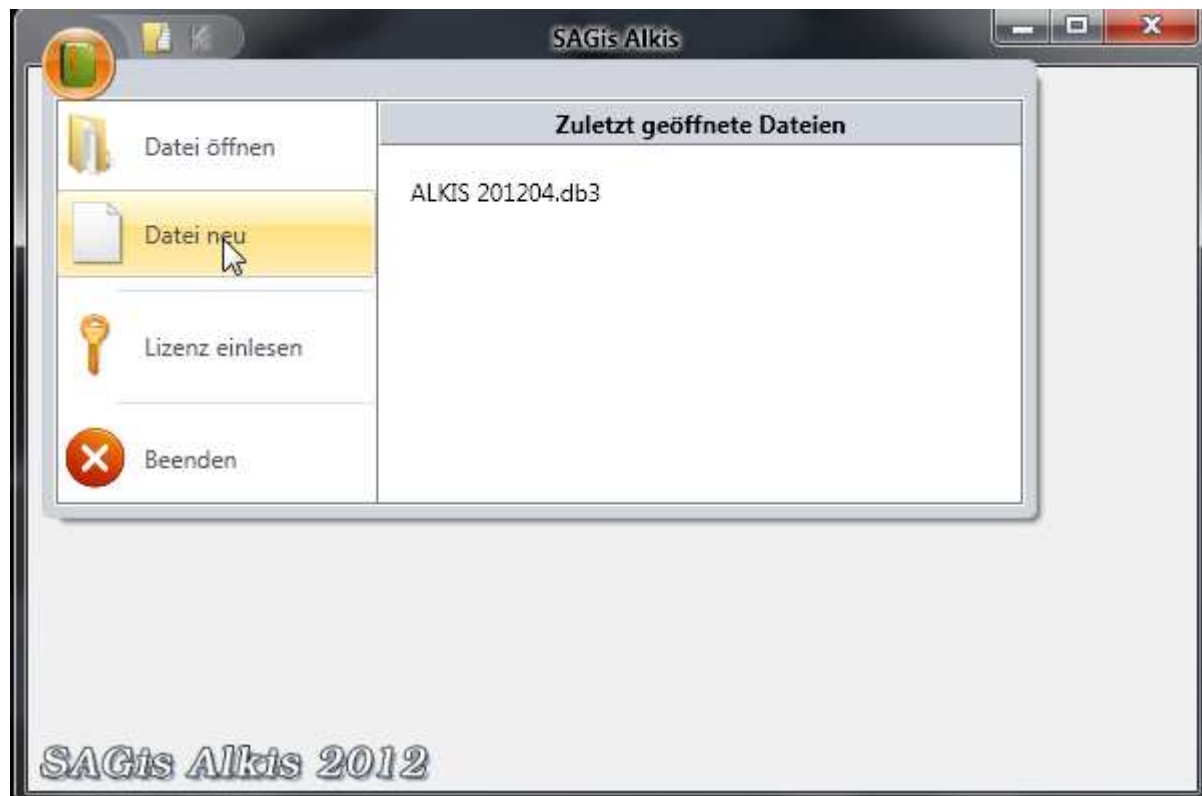 SAGis Alkis
Datei öffnen
Datei neu
Lizenz einlesen
Beenden
Zuletzt geöffnete Dateien
ALKIS 201204.db3
SAGis Alkis 2012